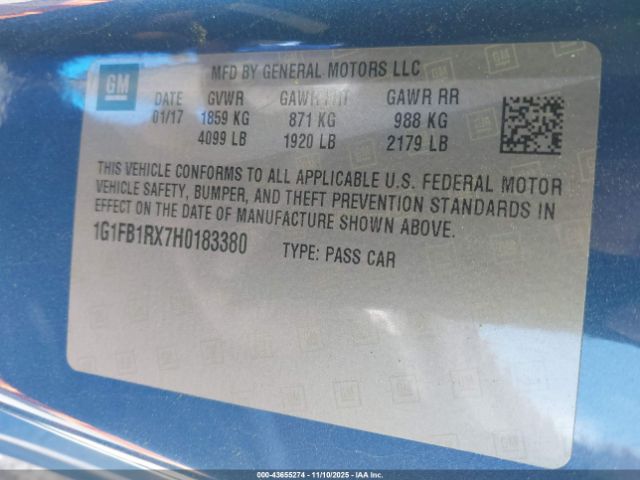 GM
MFD BY GENERAL MOTORS LLC
DATE GVWR GAWR FRT GAWR RR
01/17 1859 KG 871 KG 988 KG
4099 LB 1920 LB 2179 LB
THIS VEHICLE CONFORMS TO ALL APPLICABLE U.S. FEDERAL MOTOR
VEHICLE SAFETY, BUMPER, AND THEFT PREVENTION STANDARDS IN
EFFECT ON THE DATE OF MANUFACTURE SHOWN ABOVE.
1G1FB1RX7H0183380 TYPE: PASS CAR
000-43655274 - 11/10/2025 - IAA Inc.